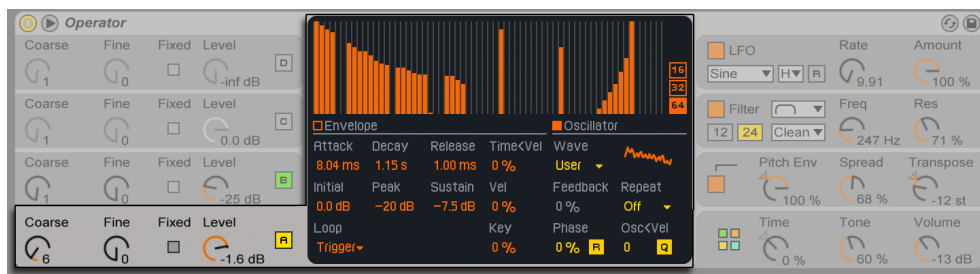 Operator
Coarse Fine Fixed Level
1 0 -inf dB D
Coarse Fine Fixed Level
1 0 0.0 dB C
Coarse Fine Fixed Level
1 0 -25 dB B
Coarse Fine Fixed Level
6 0 -1.6 dB A
16
32
64
Envelope Oscillator
Attack Decay Release Time<Vel Wave
8.04 ms 1.15 s 1.00 ms 0 % User
Initial Peak Sustain Vel Feedback Repeat
0.0 dB -20 dB -7.5 dB 0 % 0 % Off
Loop Key Phase Osc<Vel
Trigger 0 % 0 % R 0 Q
LFO Rate Amount
Sine H R 9.91 100 %
Filter Freq Res
12 24 Clean 247 Hz 71 %
Pitch Env Spread Transpose
100 % 68 % -12 st
Time Tone Volume
0 % 60 % -13 dB